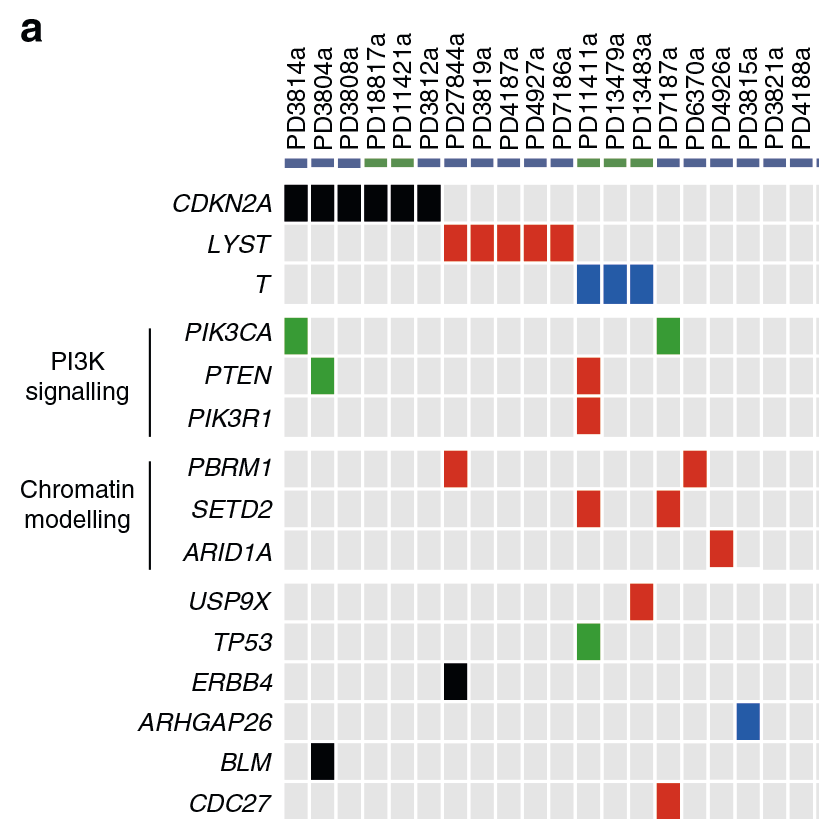 a
PD3814a
PD3804a
PD3808a
PD18817a
PD11421a
PD3812a
PD27844a
PD3819a
PD4187a
PD4927a
PD7186a
PD11411a
PD13479a
PD13483a
PD7187a
PD6370a
PD4926a
PD3815a
PD3821a
PD4188a
CDKN2A
LYST
T
PI3K
signalling
PIK3CA
PTEN
PIK3R1
Chromatin
modelling
PBRM1
SETD2
ARID1A
USP9X
TP53
ERBB4
ARHGAP26
BLM
CDC27